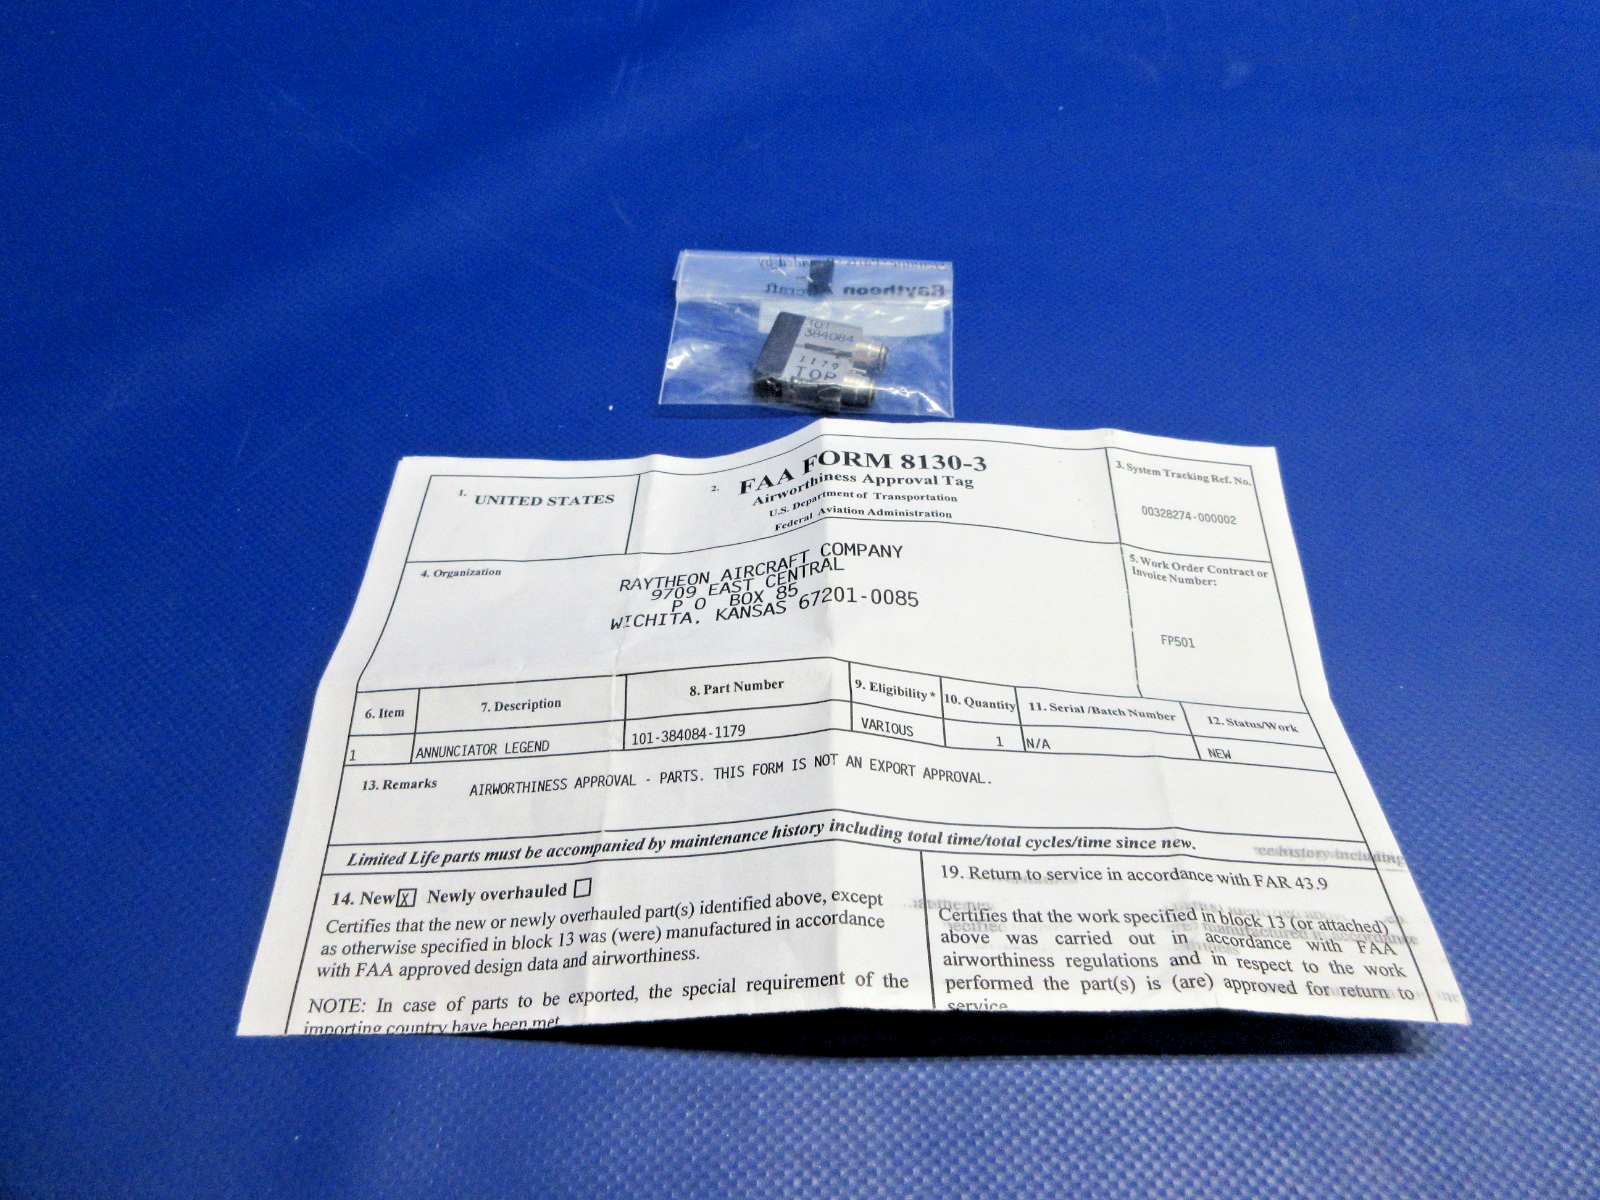 Raytheon Aircraft
101
384084
1179
TOP
1. UNITED STATES
2. FAA FORM 8130-3
Airworthiness Approval Tag
U.S. Department of Transportation
Federal Aviation Administration
3. System Tracking Ref. No.
00328274-000002
4. Organization
RAYTHEON AIRCRAFT COMPANY
9709 EAST CENTRAL
P O BOX 85
WICHITA, KANSAS 67201-0085
5. Work Order Contract or
Invoice Number:
FP501
6. Item 7. Description 8. Part Number 9. Eligibility* 10. Quantity 11. Serial /Batch Number 12. Status/Work
1 ANNUNCIATOR LEGEND 101-384084-1179 VARIOUS 1 N/A NEW
13. Remarks AIRWORTHINESS APPROVAL - PARTS. THIS FORM IS NOT AN EXPORT APPROVAL.
Limited Life parts must be accompanied by maintenance history including total time/total cycles/time since new.
14. New X Newly overhauled
Certifies that the new or newly overhauled part(s) identified above, except
as otherwise specified in block 13 was (were) manufactured in accordance
with FAA approved design data and airworthiness.
NOTE: In case of parts to be exported, the special requirement of the
importing country have been met
19. Return to service in accordance with FAR 43.9
Certifies that the work specified in block 13 (or attached)
above was carried out in accordance with FAA
airworthiness regulations and in respect to the work
performed the part(s) is (are) approved for return to
service